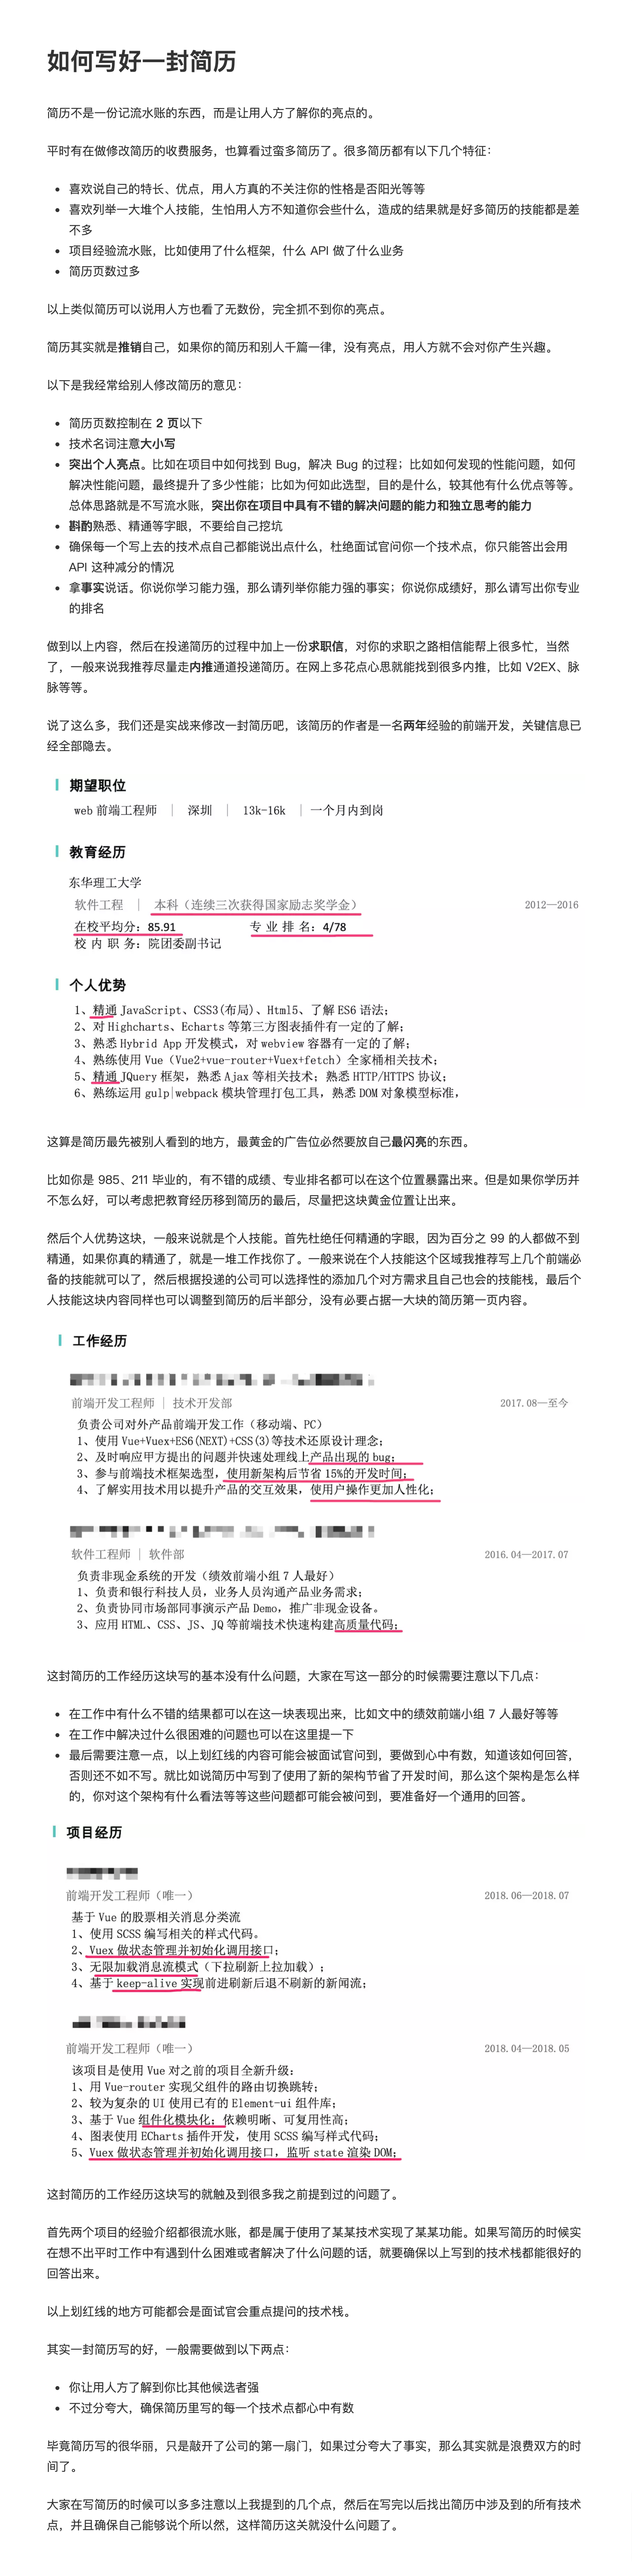 如何写好一封简历
简历不是一份记流水账的东西，而是让用人方了解你的亮点的。
平时有在做修改简历的收费服务，也算看过蛮多简历了。很多简历都有以下几个特征：
• 喜欢说自己的特长、优点，用人方真的不关注你的性格是否阳光等等
• 喜欢列举一大堆个人技能，生怕用人方不知道你会些什么，造成的结果就是好多简历的技能都是差
不多
• 项目经验流水账，比如使用了什么框架，什么 API 做了什么业务
• 简历页数过多
以上类似简历可以说用人方也看了无数份，完全抓不到你的亮点。
简历其实就是推销自己，如果你的简历和别人千篇一律，没有亮点，用人方就不会对你产生兴趣。
以下是我经常给别人修改简历的意见：
• 简历页数控制在 2 页以下
• 技术名词注意大小写
• 突出个人亮点。比如在项目中如何找到 Bug，解决 Bug 的过程；比如如何发现的性能问题，如何
解决性能问题，最终提升了多少性能；比如为何如此选型，目的是什么，较其他有什么优点等等。
总体思路就是不写流水账，突出你在项目中具有不错的解决问题的能力和独立思考的能力
• 斟酌熟悉、精通等字眼，不要给自己挖坑
• 确保每一个写上去的技术点自己都能说出点什么，杜绝面试官问你一个技术点，你只能答出会用
API 这种减分的情况
• 拿事实说话。你说你学习能力强，那么请列举你能力强的事实；你说你成绩好，那么请写出你专业
的排名
做到以上内容，然后在投递简历的过程中加上一份求职信，对你的求职之路相信能帮上很多忙，当然
了，一般来说我推荐尽量走内推通道投递简历。在网上多花点心思就能找到很多内推，比如 V2EX、脉
脉等等。
说了这么多，我们还是实战来修改一封简历吧，该简历的作者是一名两年经验的前端开发，关键信息已
经全部隐去。
期望职位
web 前端工程师 | 深圳 | 13k-16k | 一个月内到岗
教育经历
东华理工大学
软件工程 | 本科（连续三次获得国家励志奖学金） 2012—2016
在校平均分：85.91 专 业 排 名：4/78
校 内 职 务：院团委副书记
个人优势
1、精通 JavaScript、CSS3(布局)、Html5、了解 ES6 语法；
2、对 Highcharts、Echarts 等第三方图表插件有一定的了解；
3、熟悉 Hybrid App 开发模式，对 webview 容器有一定的了解；
4、熟练使用 Vue（Vue2+vue-router+Vuex+fetch）全家桶相关技术；
5、精通 JQuery 框架，熟悉 Ajax 等相关技术；熟悉 HTTP/HTTPS 协议；
6、熟练运用 gulp|webpack 模块管理打包工具，熟悉 DOM 对象模型标准，
这算是简历最先被别人看到的地方，最黄金的广告位必然要放自己最闪亮的东西。
比如你是 985、211 毕业的，有不错的成绩、专业排名都可以在这个位置暴露出来。但是如果你学历并
不怎么好，可以考虑把教育经历移到简历的最后，尽量把这块黄金位置让出来。
然后个人优势这块，一般来说就是个人技能。首先杜绝任何精通的字眼，因为百分之 99 的人都做不到
精通，如果你真的精通了，就是一堆工作找你了。一般来说在个人技能这个区域我推荐写上几个前端必
备的技能就可以了，然后根据投递的公司可以选择性的添加几个对方需求且自己也会的技能栈，最后个
人技能这块内容同样也可以调整到简历的后半部分，没有必要占据一大块的简历第一页内容。
工作经历
前端开发工程师 | 技术开发部 2017.08—至今
负责公司对外产品前端开发工作（移动端、PC）
1、使用 Vue+Vuex+ES6(NEXT)+CSS(3)等技术还原设计理念；
2、及时响应甲方提出的问题并快速处理线上产品出现的 bug；
3、参与前端技术框架选型，使用新架构后节省 15%的开发时间；
4、了解实用技术用以提升产品的交互效果，使用户操作更加人性化；
软件工程师 | 软件部 2016.04—2017.07
负责非现金系统的开发（绩效前端小组 7 人最好）
1、负责和银行科技人员，业务人员沟通产品业务需求；
2、负责协同市场部同事演示产品 Demo，推广非现金设备。
3、应用 HTML、CSS、JS、JQ 等前端技术快速构建高质量代码；
这封简历的工作经历这块写的基本没有什么问题，大家在写这一部分的时候需要注意以下几点：
• 在工作中有什么不错的结果都可以在这一块表现出来，比如文中的绩效前端小组 7 人最好等等
• 在工作中解决过什么很困难的问题也可以在这里提一下
• 最后需要注意一点，以上划红线的内容可能会被面试官问到，要做到心中有数，知道该如何回答，
否则还不如不写。就比如说简历中写到了使用了新的架构节省了开发时间，那么这个架构是怎么样
的，你对这个架构有什么看法等等这些问题都可能会被问到，要准备好一个通用的回答。
项目经历
前端开发工程师（唯一） 2018.06—2018.07
基于 Vue 的股票相关消息分类流
1、使用 SCSS 编写相关的样式代码。
2、Vuex 做状态管理并初始化调用接口；
3、无限加载消息流模式（下拉刷新上拉加载）；
4、基于 keep-alive 实现前进刷新后退不刷新的新闻流；
前端开发工程师（唯一） 2018.04—2018.05
该项目是使用 Vue 对之前的项目全新升级：
1、用 Vue-router 实现父组件的路由切换跳转；
2、较为复杂的 UI 使用已有的 Element-ui 组件库；
3、基于 Vue 组件化模块化；依赖明晰、可复用性高；
4、图表使用 ECharts 插件开发，使用 SCSS 编写样式代码；
5、Vuex 做状态管理并初始化调用接口，监听 state 渲染 DOM；
这封简历的工作经历这块写的就触及到很多我之前提到过的问题了。
首先两个项目的经验介绍都很流水账，都是属于使用了某某技术实现了某某功能。如果写简历的时候实
在想不出平时工作中有遇到什么困难或者解决了什么问题的话，就要确保以上写到的技术栈都能很好的
回答出来。
以上划红线的地方可能都会是面试官会重点提问的技术栈。
其实一封简历写的好，一般需要做到以下两点：
• 你让用人方了解到你比其他候选者强
• 不过分夸大，确保简历里写的每一个技术点都心中有数
毕竟简历写的很华丽，只是敲开了公司的第一扇门，如果过分夸大了事实，那么其实就是浪费双方的时
间了。
大家在写简历的时候可以多多注意以上我提到的几个点，然后在写完以后找出简历中涉及到的所有技术
点，并且确保自己能够说个所以然，这样简历这关就没什么问题了。